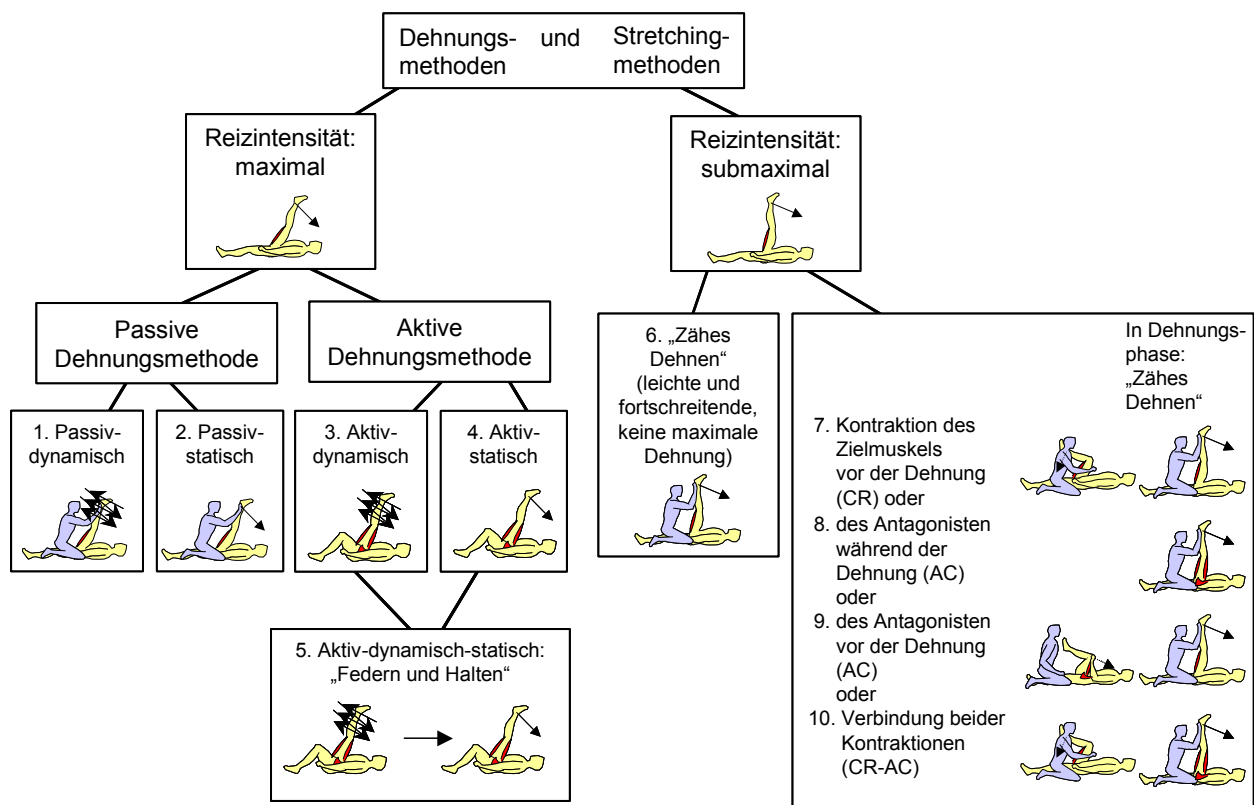 Dehnungs- und Stretching-
methoden methoden
Reizintensität:
maximal
Reizintensität:
submaximal
Passive
Dehnungsmethode
Aktive
Dehnungsmethode
1. Passiv-
dynamisch
2. Passiv-
statisch
3. Aktiv-
dynamisch
4. Aktiv-
statisch
5. Aktiv-dynamisch-statisch:
„Federn und Halten“
6. „Zähes
Dehnen“
(leichte und
fortschreitende,
keine maximale
Dehnung)
In Dehnungs-
phase:
„Zähes
Dehnen“
7. Kontraktion des
Zielmuskels
vor der Dehnung
(CR) oder
8. des Antagonisten
während der
Dehnung (AC)
oder
9. des Antagonisten
vor der Dehnung
(AC)
oder
10. Verbindung beider
Kontraktionen
(CR-AC)